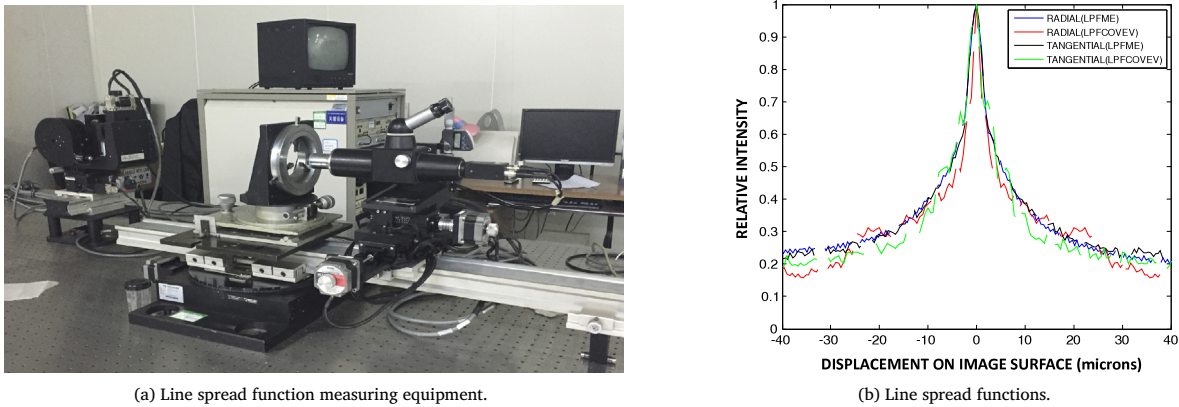 1
0.9
0.8
0.7
0.6
0.5
0.4
0.3
0.2
0.1
0
RELATIVE INTENSITY
RADIAL(LPFME)
RADIAL(LPFCOVEV)
TANGENTIAL(LPFME)
TANGENTIAL(LPFCOVEV)
-40 -30 -20 -10 0 10 20 30 40
DISPLACEMENT ON IMAGE SURFACE (microns)
(a) Line spread function measuring equipment.
(b) Line spread functions.